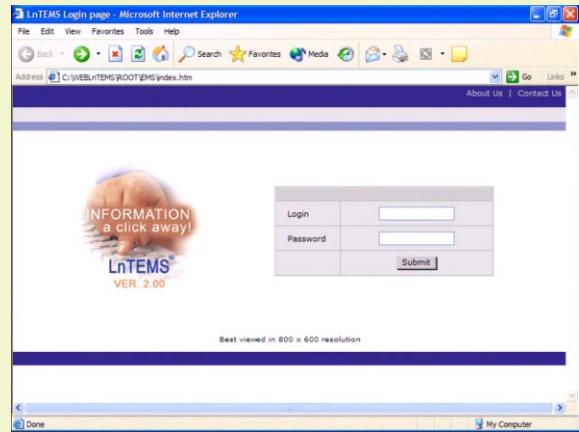 LnTEMS Login page - Microsoft Internet Explorer
File Edit View Favorites Tools Help
Back Search Favorites Media
Address C:\WEBLnTEMS\ROOT\EMS\index.htm Go Links »
About Us | Contact Us
INFORMATION
a click away!
LnTEMS
VER. 2.00
Login
Password
Submit
Best viewed in 800 x 600 resolution
Done My Computer